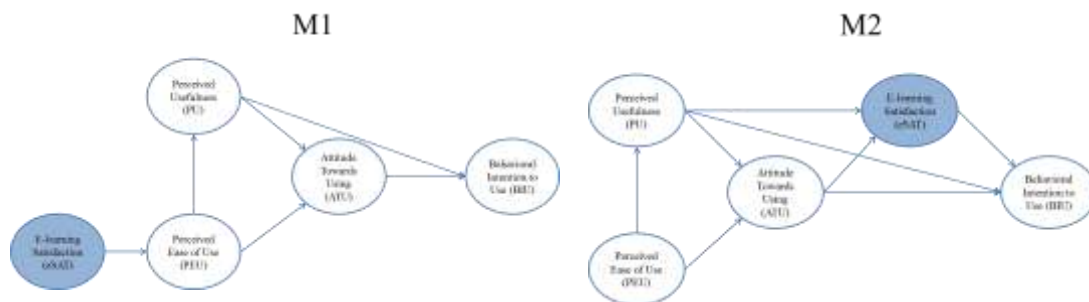 M1
Perceived
Usefulness
(PU)
Attitude
Towards
Using
(ATU)
Behavioral
Intention to
Use (BIU)
E-learning
Satisfaction
(eSAT)
Perceived
Ease of Use
(PEU)
M2
Perceived
Usefulness
(PU)
E-learning
Satisfaction
(eSAT)
Attitude
Towards
Using
(ATU)
Behavioral
Intention to
Use (BIU)
Perceived
Ease of Use
(PEU)